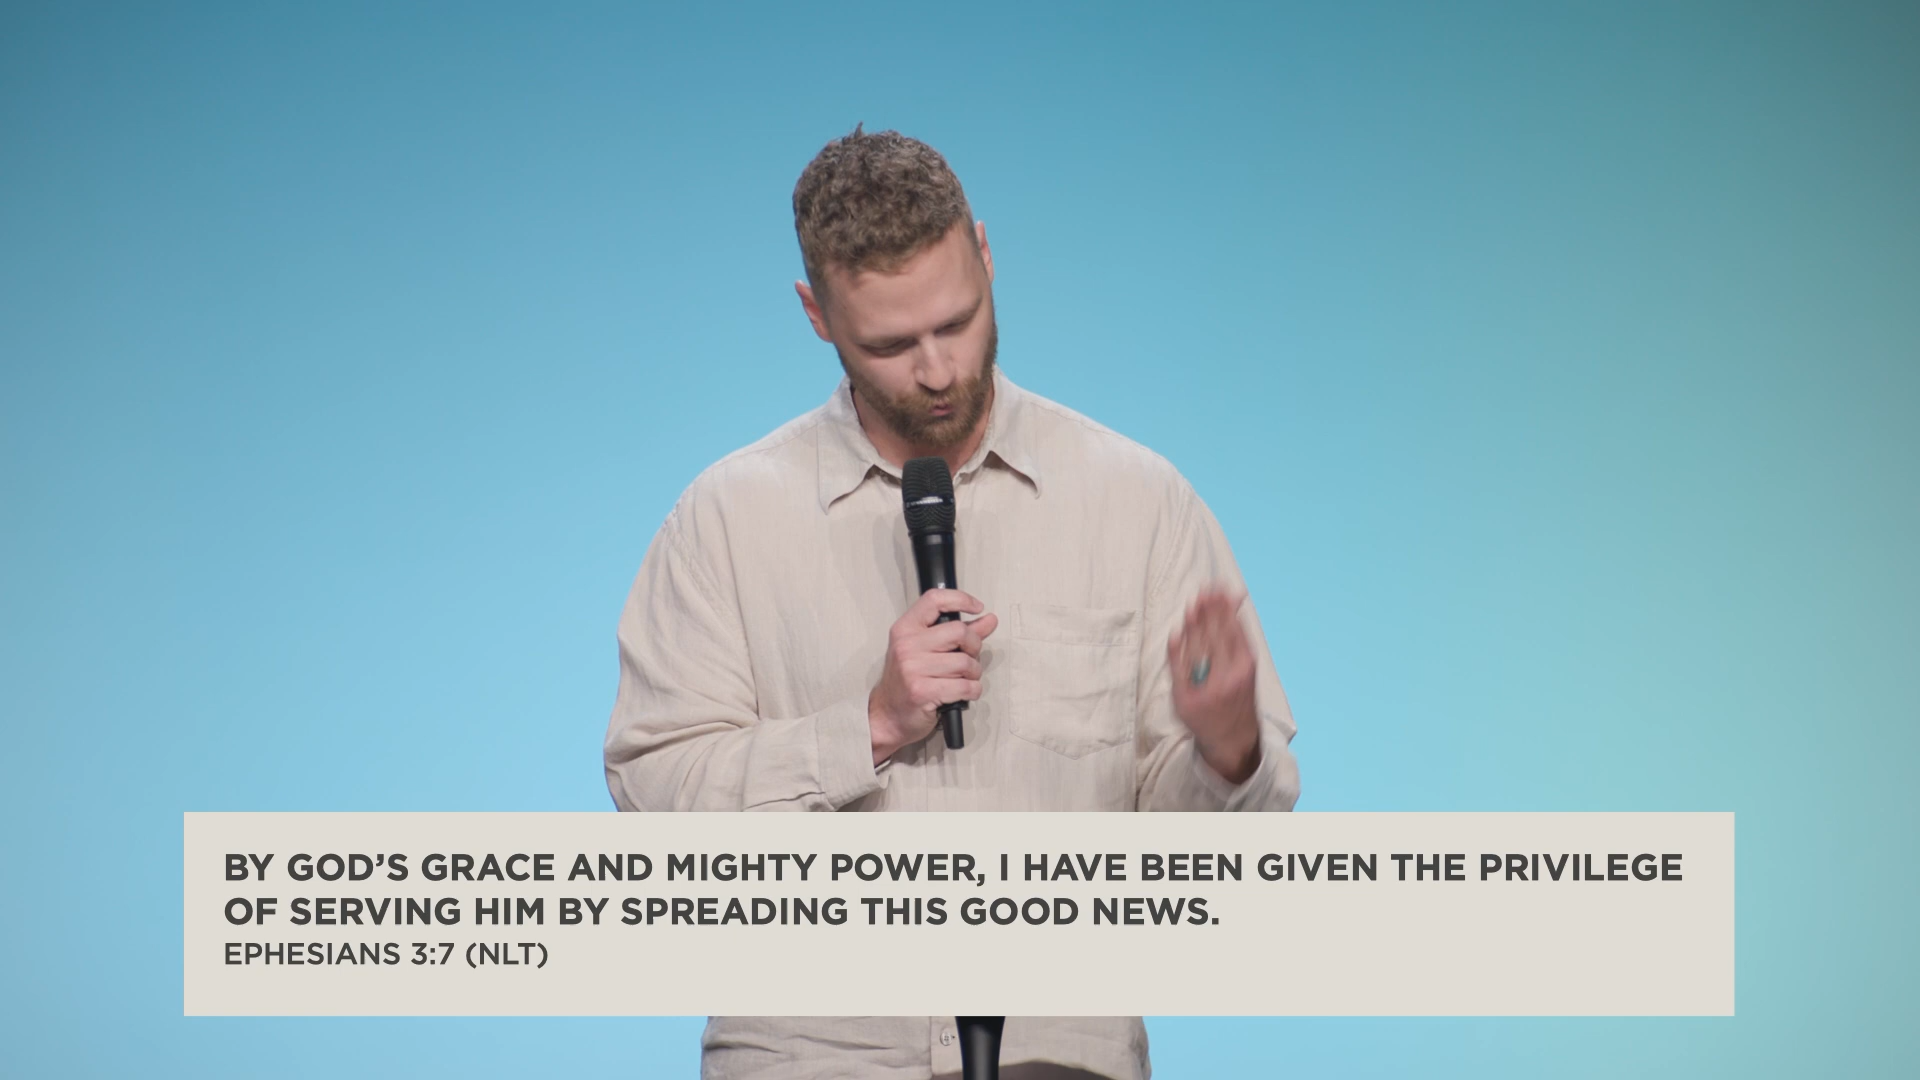 BY GOD’S GRACE AND MIGHTY POWER, I HAVE BEEN GIVEN THE PRIVILEGE
OF SERVING HIM BY SPREADING THIS GOOD NEWS.
EPHESIANS 3:7 (NLT)